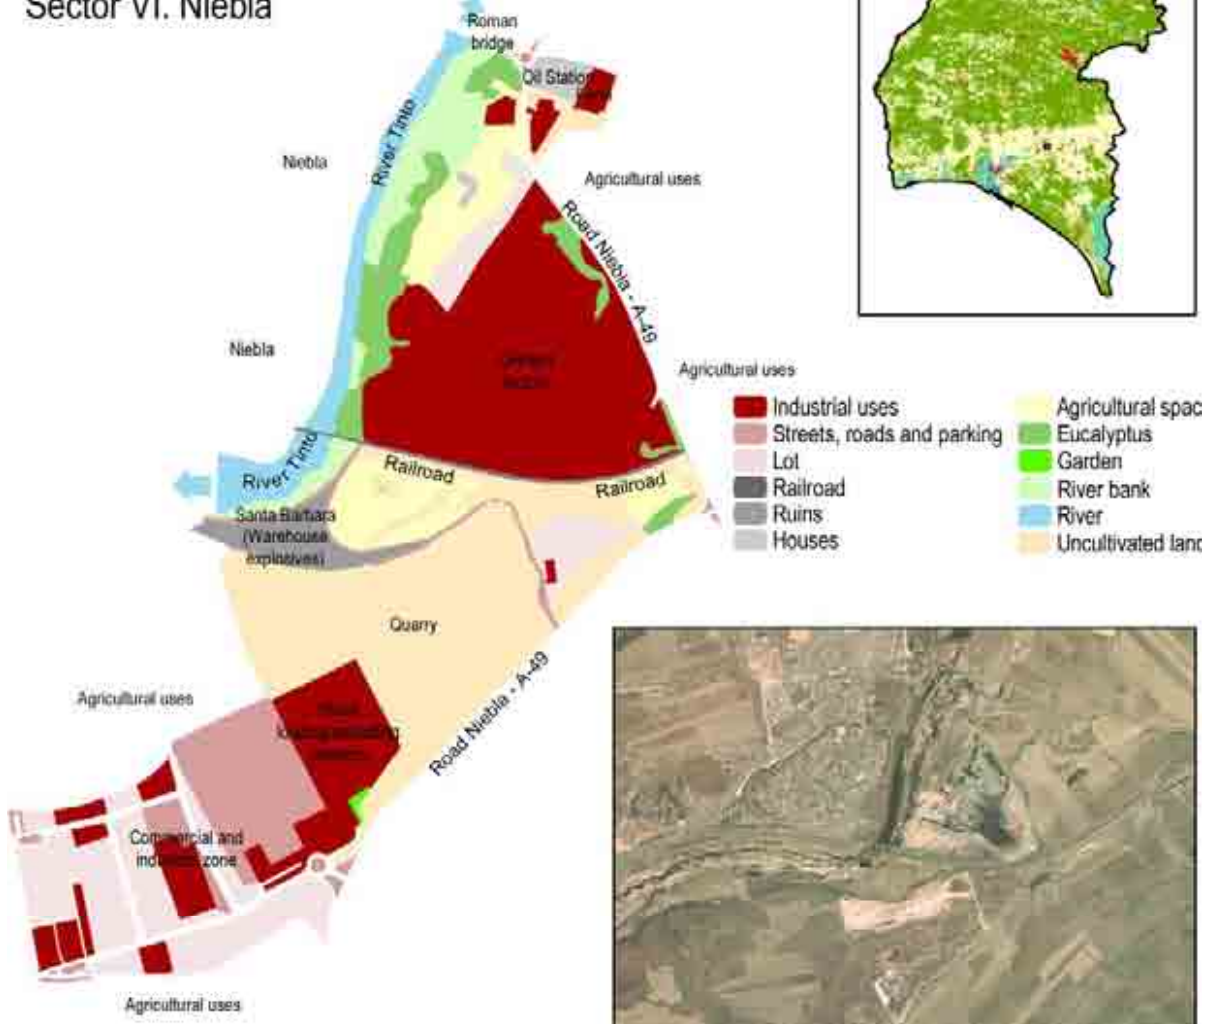 Sector VI. Niebla
Roman
bridge
Oil Station
River Tinto
Niebla
Agricultural uses
Road Niebla - A-49
Niebla
Agricultural uses
Industrial uses
Streets, roads and parking
Lot
Railroad
Ruins
Houses
Agricultural spac
Eucalyptus
Garden
River bank
River
Uncultivated lanc
River Tinto
Railroad
Railroad
Santa Barbara
(Warehouse
explosives)
Quarry
Agricultural uses
Road Niebla - A-49
Commercial and
zone
Agricultural uses